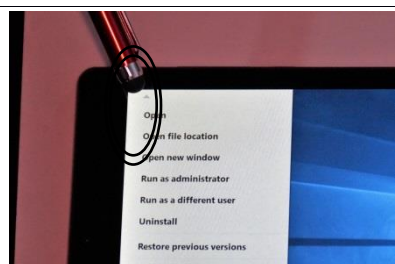 Open
Open file location
Open new window
Run as administrator
Run as a different user
Uninstall
Restore previous versions